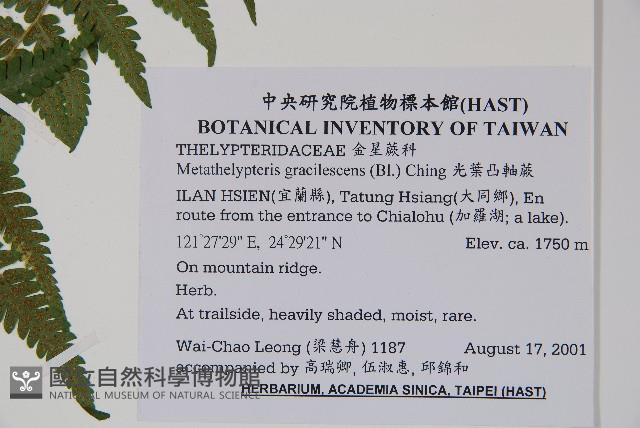 中央研究院植物標本館(HAST)
BOTANICAL INVENTORY OF TAIWAN
THELYPTERIDACEAE 金星蕨科
Metathelypteris gracilescens (Bl.) Ching 光葉凸軸蕨
ILAN HSIEN(宜蘭縣), Tatung Hsiang(大同鄉), En
route from the entrance to Chialohu (加羅湖; a lake).
121°27'29" E, 24°29'21" N Elev. ca. 1750 m
On mountain ridge.
Herb.
At trailside, heavily shaded, moist, rare.
Wai-Chao Leong (梁慧舟) 1187 August 17, 2001
accompanied by 高瑞卿, 伍淑惠, 邱錦和
HERBARIUM, ACADEMIA SINICA, TAIPEI (HAST)
國立自然科學博物館
NATIONAL MUSEUM OF NATURAL SCIENCE